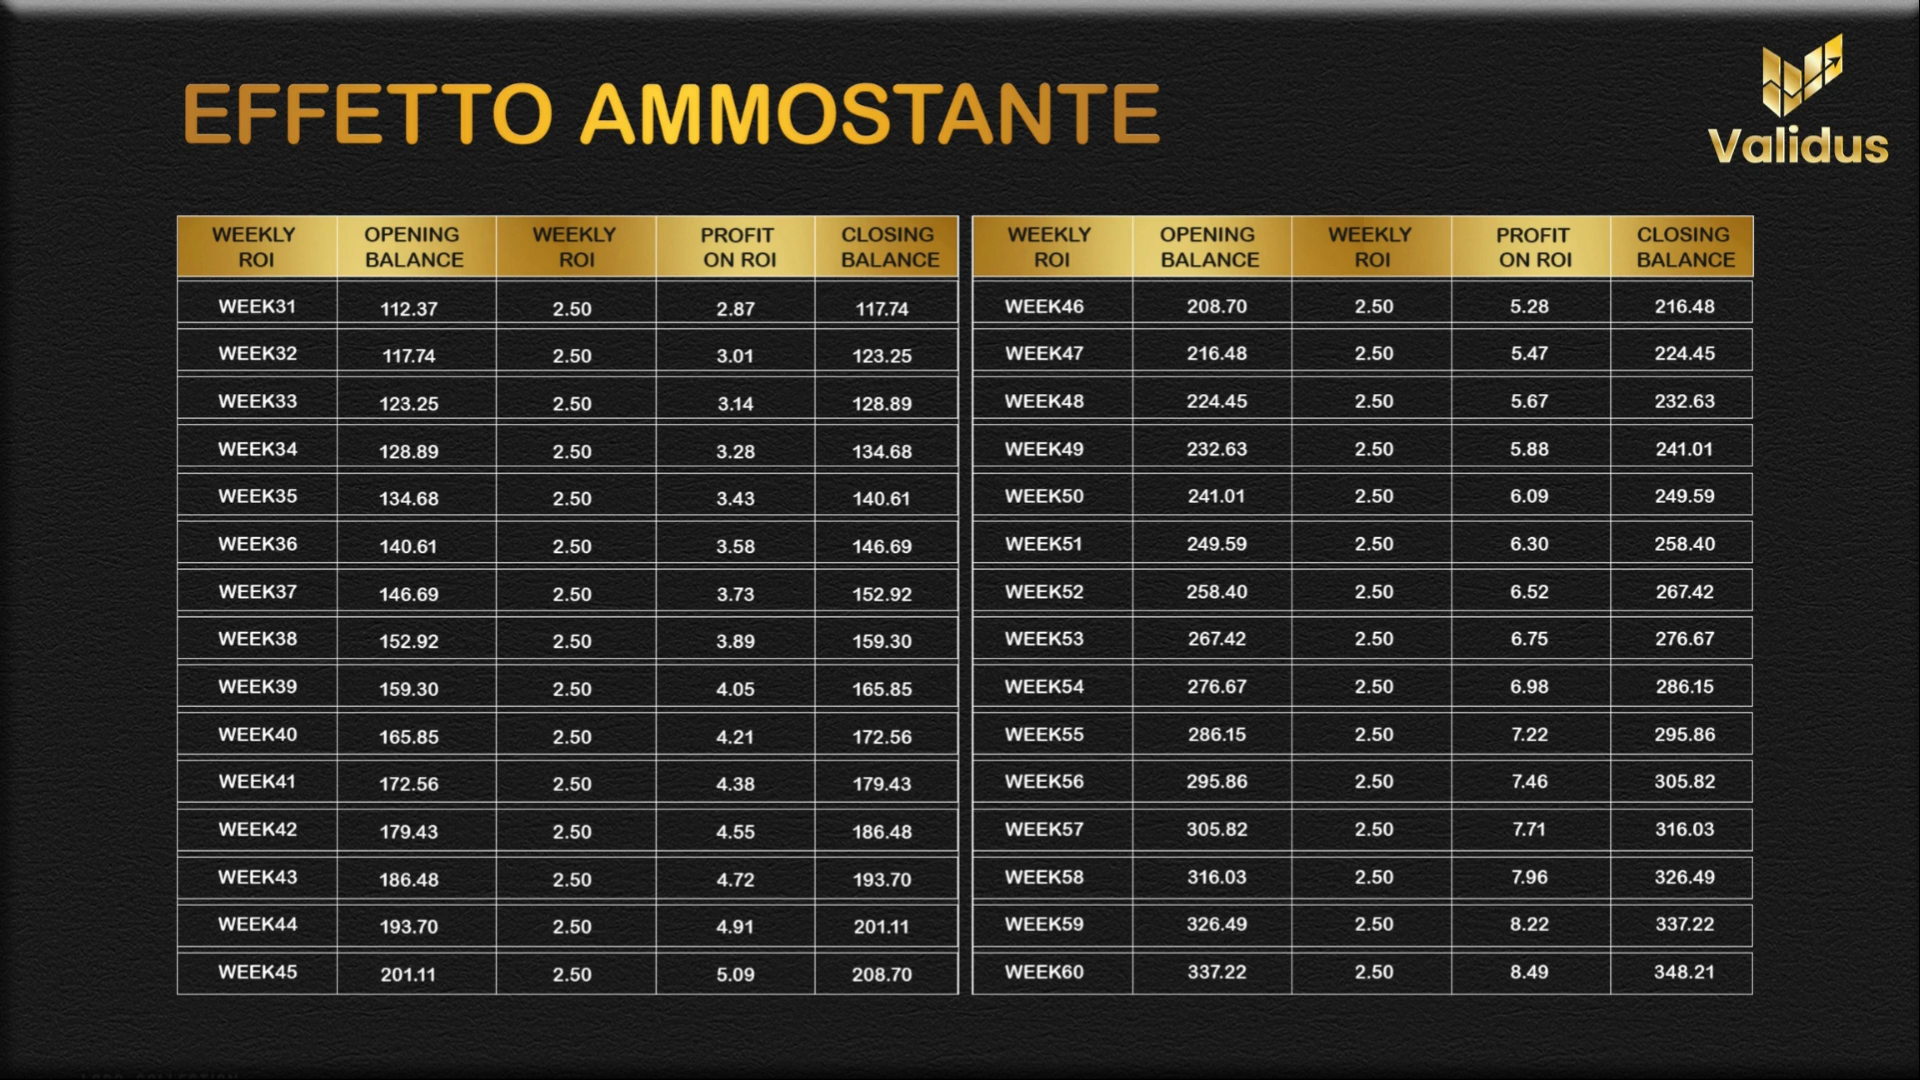 EFFETTO AMMOSTANTE
Validus
WEEKLY ROI OPENING BALANCE WEEKLY ROI PROFIT ON ROI CLOSING BALANCE
WEEK31 112.37 2.50 2.87 117.74
WEEK32 117.74 2.50 3.01 123.25
WEEK33 123.25 2.50 3.14 128.89
WEEK34 128.89 2.50 3.28 134.68
WEEK35 134.68 2.50 3.43 140.61
WEEK36 140.61 2.50 3.58 146.69
WEEK37 146.69 2.50 3.73 152.92
WEEK38 152.92 2.50 3.89 159.30
WEEK39 159.30 2.50 4.05 165.85
WEEK40 165.85 2.50 4.21 172.56
WEEK41 172.56 2.50 4.38 179.43
WEEK42 179.43 2.50 4.55 186.48
WEEK43 186.48 2.50 4.72 193.70
WEEK44 193.70 2.50 4.91 201.11
WEEK45 201.11 2.50 5.09 208.70
WEEKLY ROI OPENING BALANCE WEEKLY ROI PROFIT ON ROI CLOSING BALANCE
WEEK46 208.70 2.50 5.28 216.48
WEEK47 216.48 2.50 5.47 224.45
WEEK48 224.45 2.50 5.67 232.63
WEEK49 232.63 2.50 5.88 241.01
WEEK50 241.01 2.50 6.09 249.59
WEEK51 249.59 2.50 6.30 258.40
WEEK52 258.40 2.50 6.52 267.42
WEEK53 267.42 2.50 6.75 276.67
WEEK54 276.67 2.50 6.98 286.15
WEEK55 286.15 2.50 7.22 295.86
WEEK56 295.86 2.50 7.46 305.82
WEEK57 305.82 2.50 7.71 316.03
WEEK58 316.03 2.50 7.96 326.49
WEEK59 326.49 2.50 8.22 337.22
WEEK60 337.22 2.50 8.49 348.21